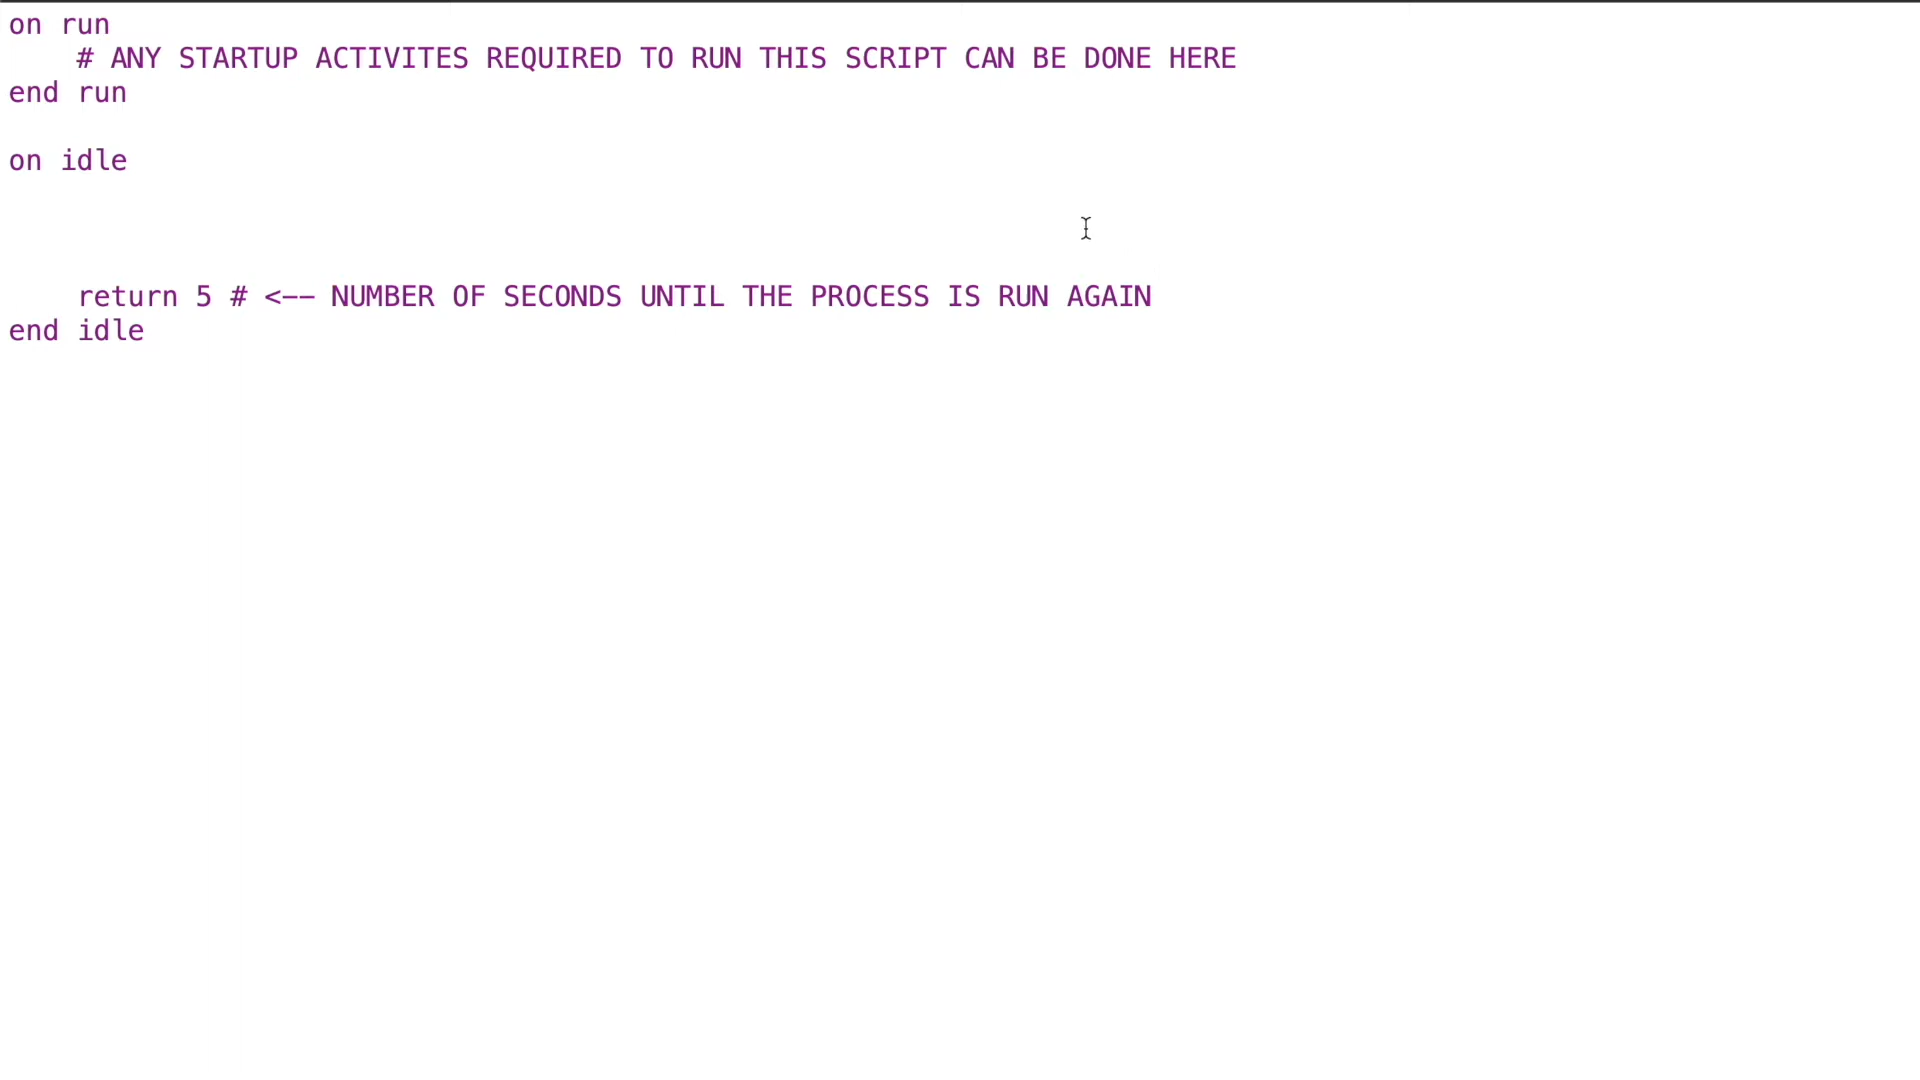 on run
    # ANY STARTUP ACTIVITES REQUIRED TO RUN THIS SCRIPT CAN BE DONE HERE
end run
on idle
    return 5 # <-- NUMBER OF SECONDS UNTIL THE PROCESS IS RUN AGAIN
end idle